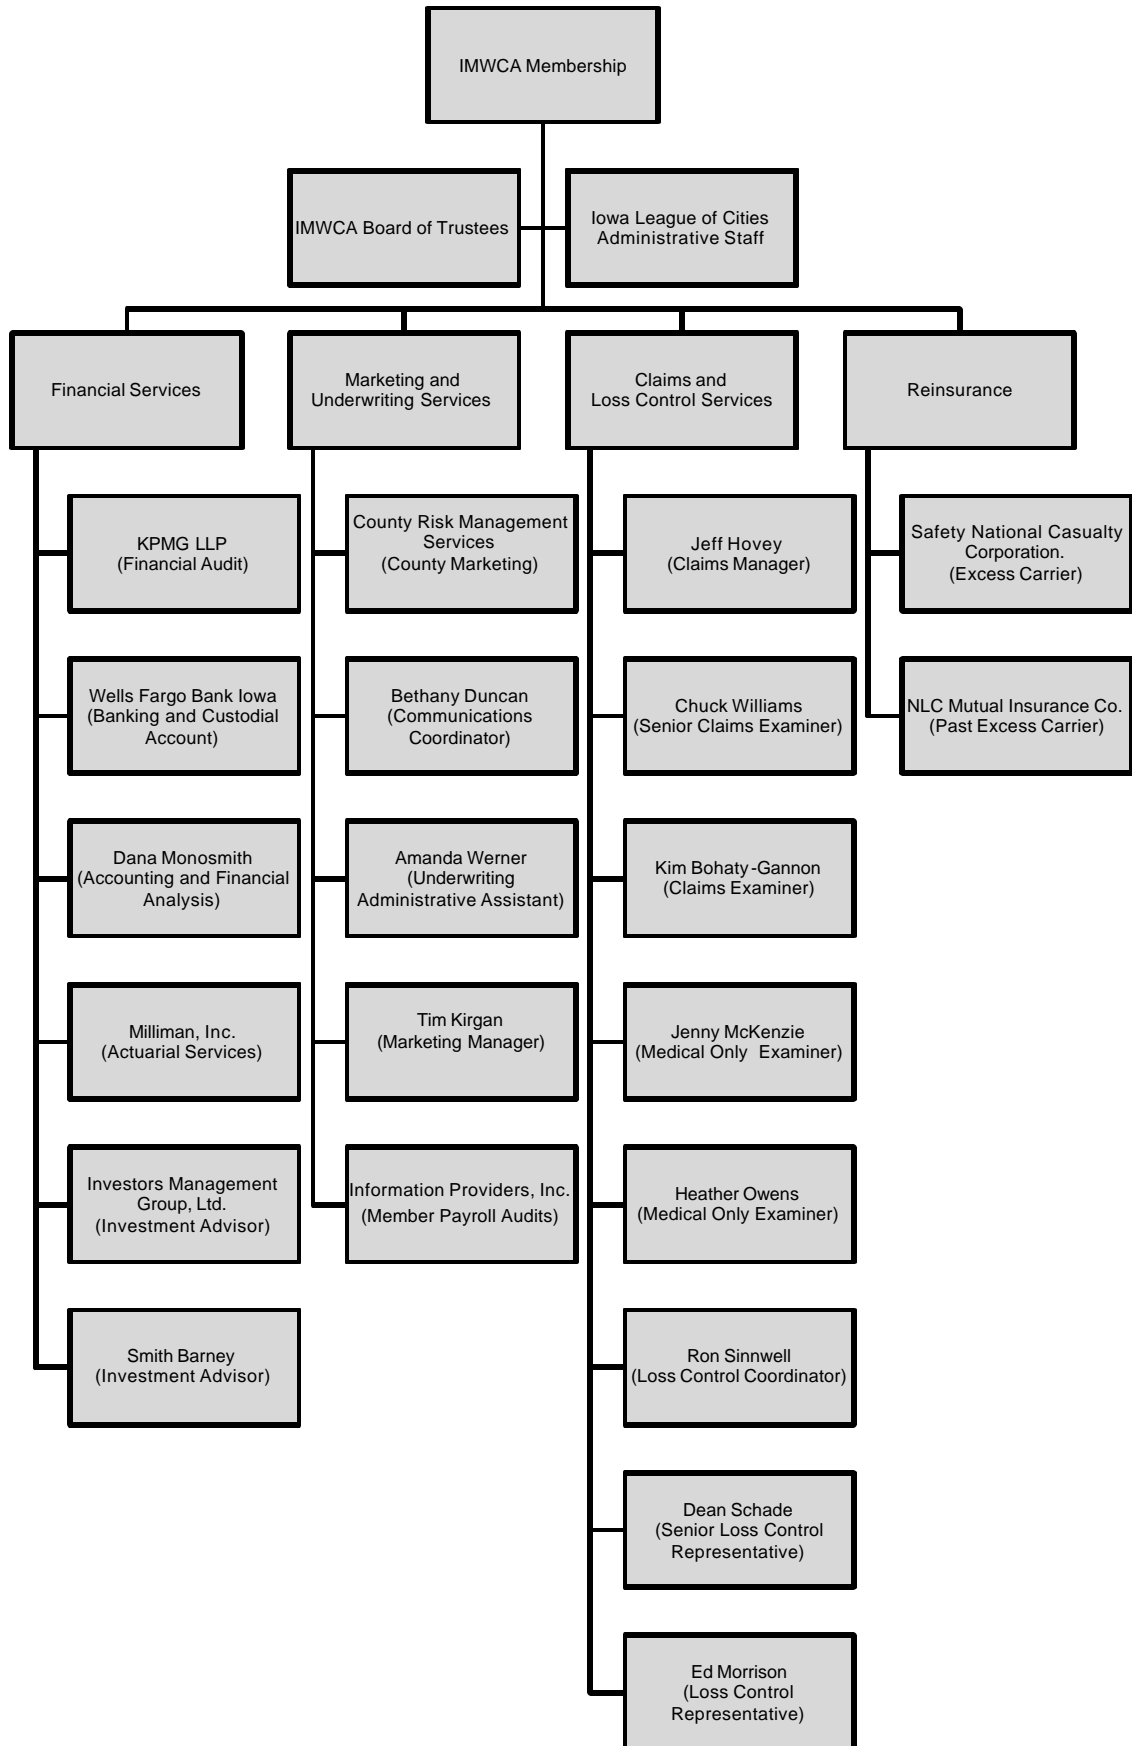 IMWCA Membership
IMWCA Board of Trustees
Iowa League of Cities
Administrative Staff
Financial Services
Marketing and
Underwriting Services
Claims and
Loss Control Services
Reinsurance
KPMG LLP
(Financial Audit)
Wells Fargo Bank Iowa
(Banking and Custodial
Account)
Dana Monosmith
(Accounting and Financial
Analysis)
Milliman, Inc.
(Actuarial Services)
Investors Management
Group, Ltd.
(Investment Advisor)
Smith Barney
(Investment Advisor)
County Risk Management
Services
(County Marketing)
Bethany Duncan
(Communications
Coordinator)
Amanda Werner
(Underwriting
Administrative Assistant)
Tim Kirgan
(Marketing Manager)
Information Providers, Inc.
(Member Payroll Audits)
Jeff Hovey
(Claims Manager)
Chuck Williams
(Senior Claims Examiner)
Kim Bohaty-Gannon
(Claims Examiner)
Jenny McKenzie
(Medical Only Examiner)
Heather Owens
(Medical Only Examiner)
Ron Sinnwell
(Loss Control Coordinator)
Dean Schade
(Senior Loss Control
Representative)
Ed Morrison
(Loss Control
Representative)
Safety National Casualty
Corporation.
(Excess Carrier)
NLC Mutual Insurance Co.
(Past Excess Carrier)